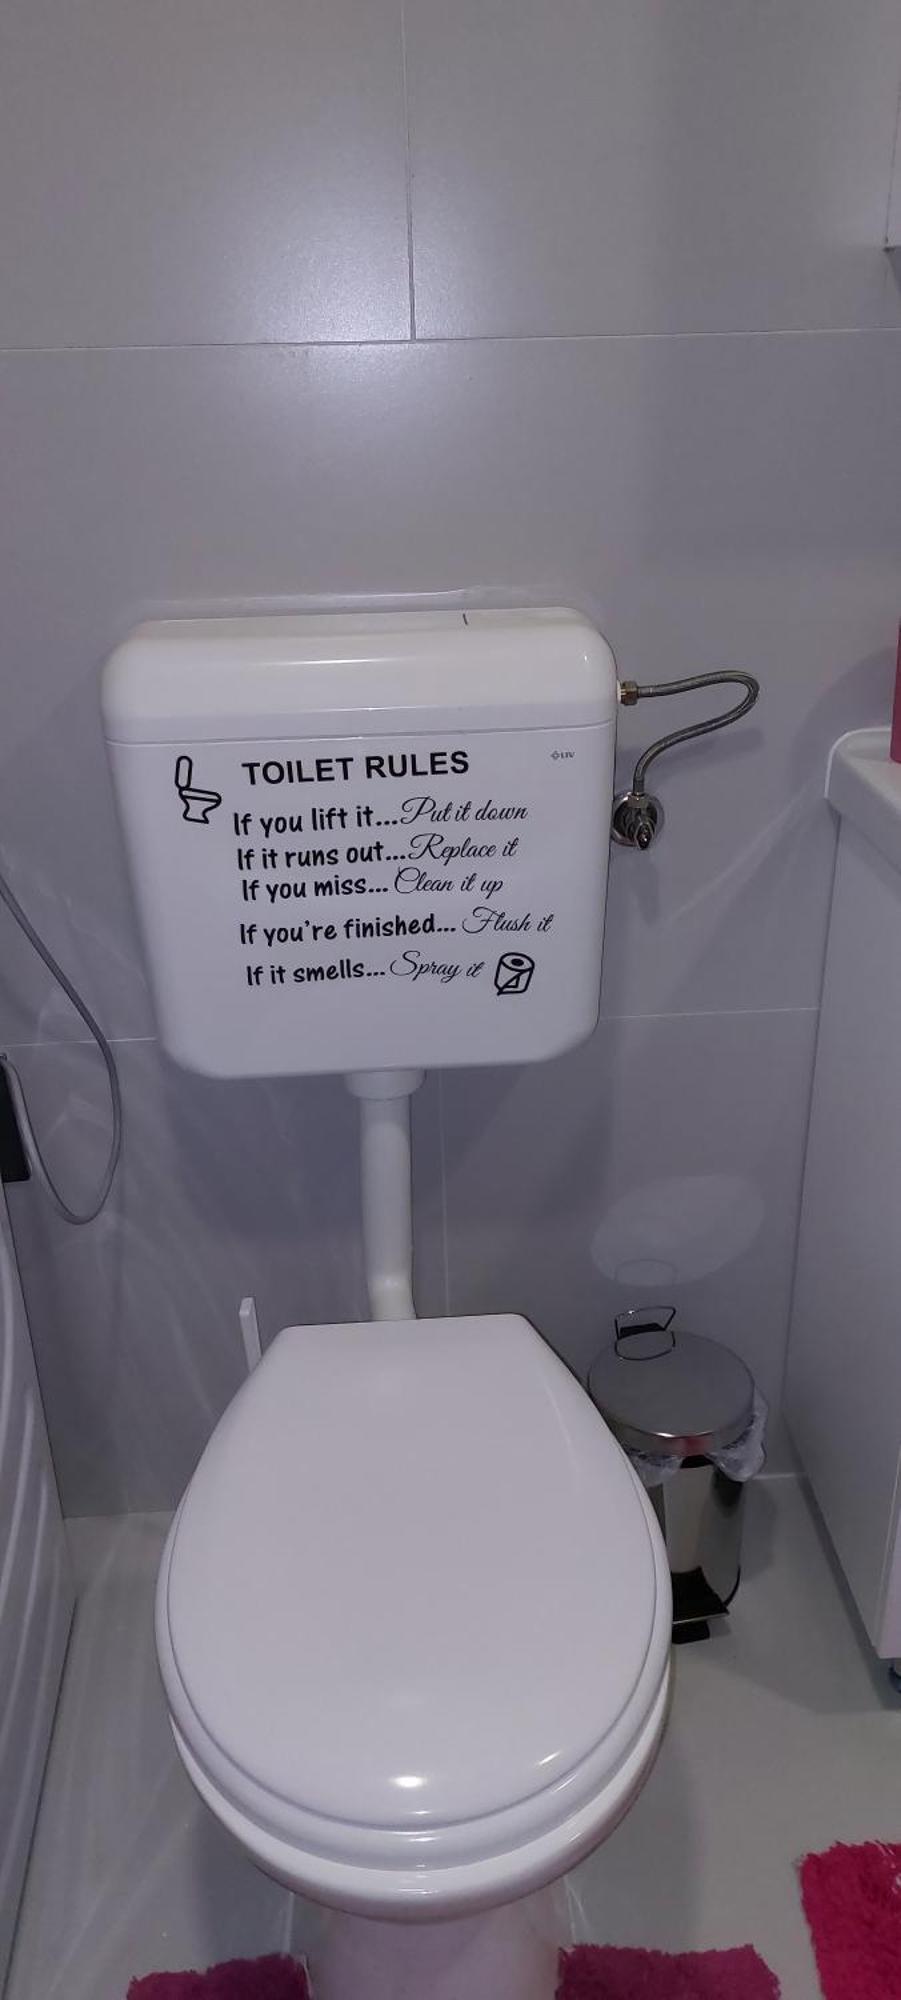 TOILET RULES
LIV
If you lift it...Put it down
If it runs out...Replace it
If you miss... Clean it up
If you're finished... Flush it
If it smells... Spray it